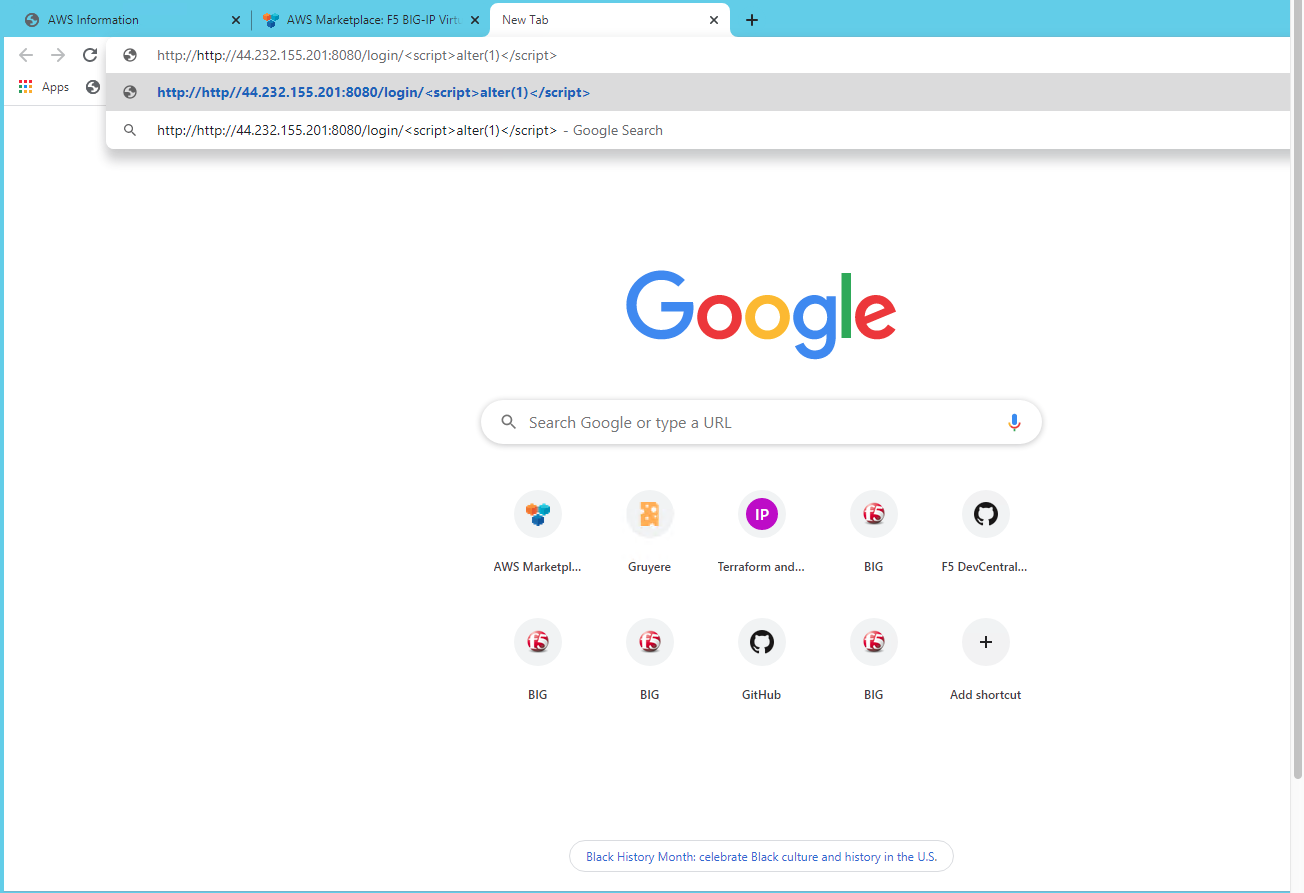 AWS Information
AWS Marketplace: F5 BIG-IP Virtu
New Tab
http://http://44.232.155.201:8080/login/<script>alter(1)</script>
Apps
http://http//44.232.155.201:8080/login/<script>alter(1)</script>
http://http://44.232.155.201:8080/login/<script>alter(1)</script> - Google Search
Google
Search Google or type a URL
IP
f5
AWS Marketpl...
Gruyere
Terraform and...
BIG
F5 DevCentral...
f5
f5
f5
BIG
BIG
GitHub
BIG
Add shortcut
Black History Month: celebrate Black culture and history in the U.S.